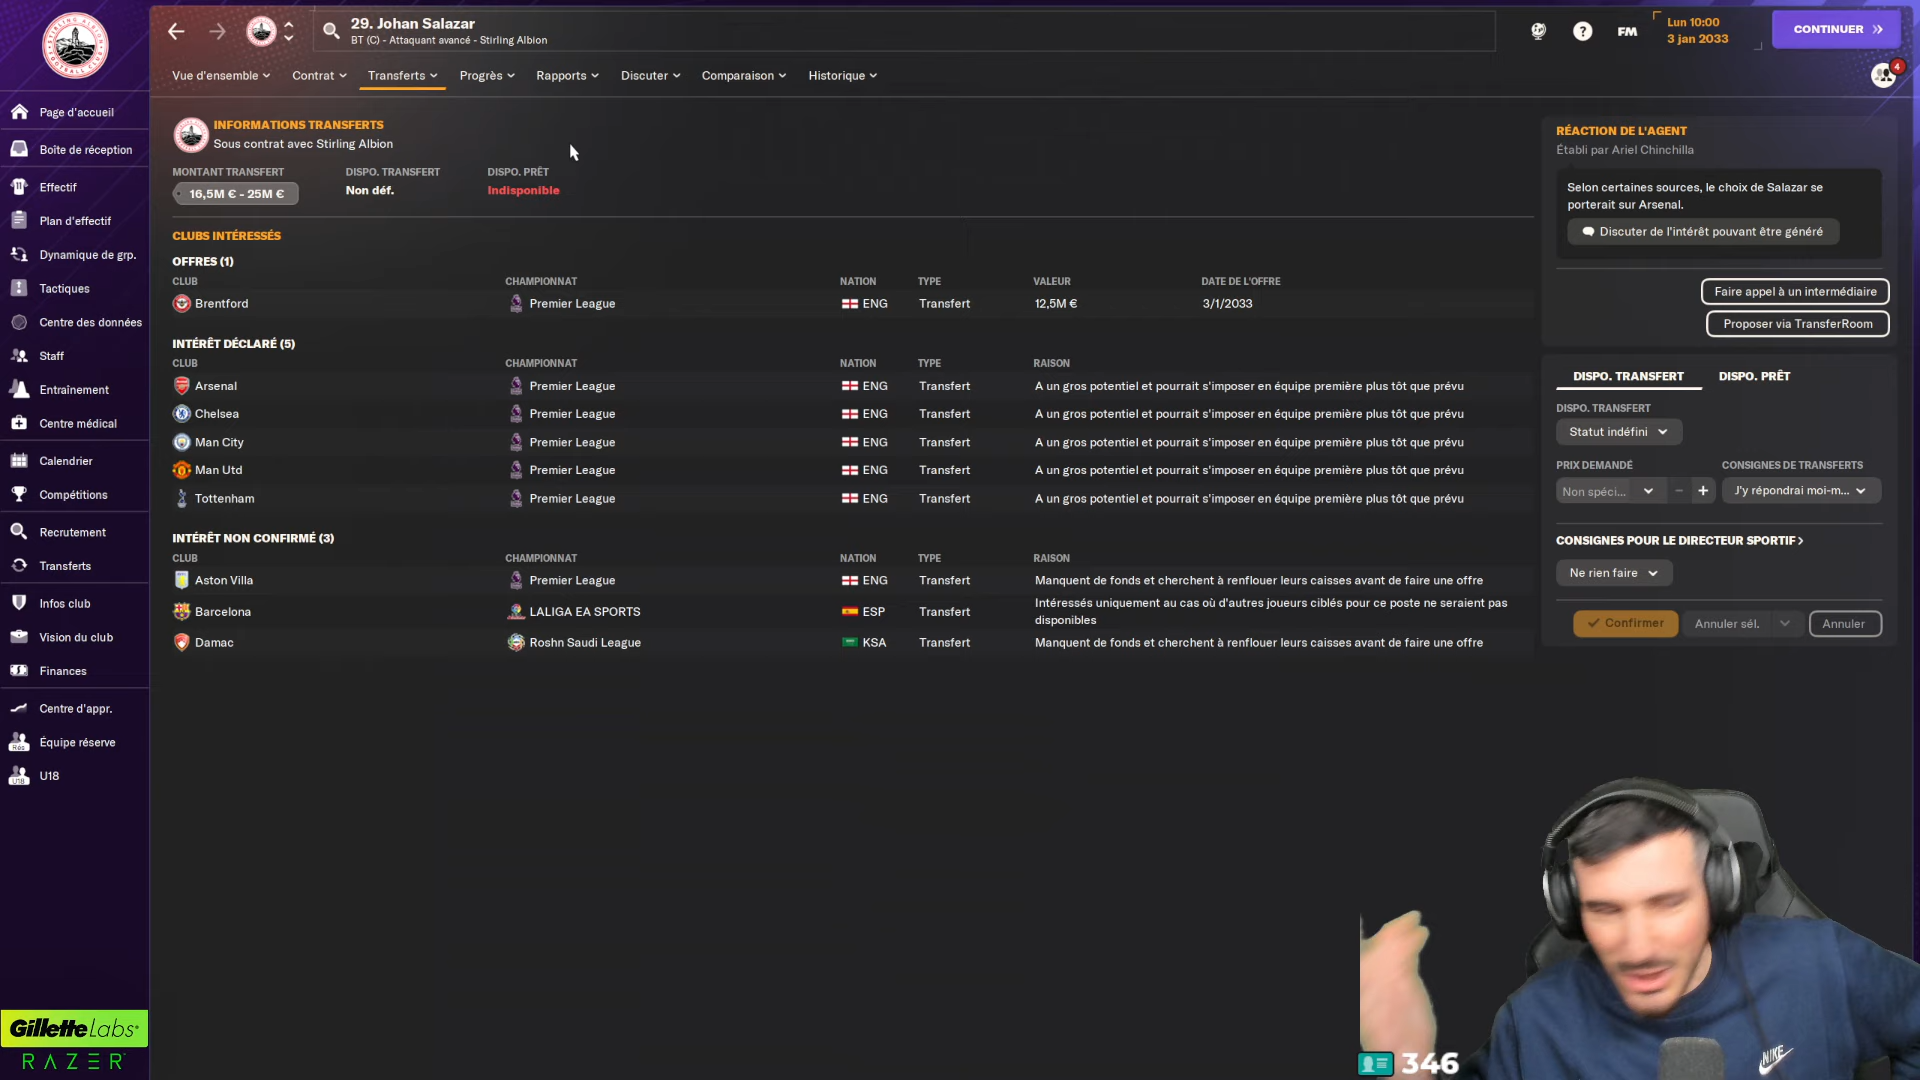 29. Johan Salazar
BT (C) - Attaquant avancé - Stirling Albion
FM
Lun 10:00
3 jan 2033
CONTINUER
Vue d'ensemble
Contrat
Transferts
Progrès
Rapports
Discuter
Comparaison
Historique
4
Page d'accueil
Boîte de réception
Effectif
Plan d'effectif
Dynamique de grp.
Tactiques
Centre des données
Staff
Entraînement
Centre médical
Calendrier
Compétitions
Recrutement
Transferts
Infos club
Vision du club
Finances
Centre d'appr.
Équipe réserve
U18
GilletteLabs
RAZER
INFORMATIONS TRANSFERTS
Sous contrat avec Stirling Albion
MONTANT TRANSFERT DISPO. TRANSFERT DISPO. PRÊT
16,5M € - 25M € Non déf. Indisponible
CLUBS INTÉRESSÉS
OFFRES (1)
CLUB CHAMPIONNAT NATION TYPE VALEUR DATE DE L'OFFRE
Brentford Premier League ENG Transfert 12,5M € 3/1/2033
INTÉRÊT DÉCLARÉ (5)
CLUB CHAMPIONNAT NATION TYPE RAISON
Arsenal Premier League ENG Transfert A un gros potentiel et pourrait s'imposer en équipe première plus tôt que prévu
Chelsea Premier League ENG Transfert A un gros potentiel et pourrait s'imposer en équipe première plus tôt que prévu
Man City Premier League ENG Transfert A un gros potentiel et pourrait s'imposer en équipe première plus tôt que prévu
Man Utd Premier League ENG Transfert A un gros potentiel et pourrait s'imposer en équipe première plus tôt que prévu
Tottenham Premier League ENG Transfert A un gros potentiel et pourrait s'imposer en équipe première plus tôt que prévu
INTÉRÊT NON CONFIRMÉ (3)
CLUB CHAMPIONNAT NATION TYPE RAISON
Aston Villa Premier League ENG Transfert Manquent de fonds et cherchent à renflouer leurs caisses avant de faire une offre
Barcelona LALIGA EA SPORTS ESP Transfert Intéressés uniquement au cas où d'autres joueurs ciblés pour ce poste ne seraient pas
disponibles
Damac Roshn Saudi League KSA Transfert Manquent de fonds et cherchent à renflouer leurs caisses avant de faire une offre
RÉACTION DE L'AGENT
Établi par Ariel Chinchilla
Selon certaines sources, le choix de Salazar se
porterait sur Arsenal.
Discuter de l'intérêt pouvant être généré
Faire appel à un intermédiaire
Proposer via TransferRoom
DISPO. TRANSFERT DISPO. PRÊT
DISPO. TRANSFERT
Statut indéfini
PRIX DEMANDÉ CONSIGNES DE TRANSFERTS
Non spéci... J'y répondrai moi-m...
CONSIGNES POUR LE DIRECTEUR SPORTIF >
Ne rien faire
Confirmer Annuler sél. Annuler
NIKE
346